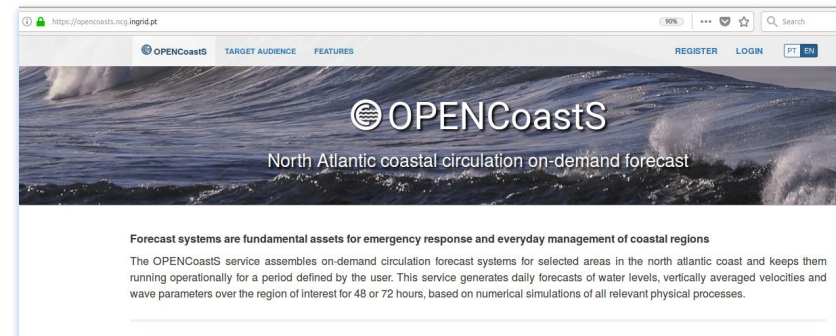 https://opencoasts.ncg.ingrid.pt 90% Search
OPENCoastS TARGET AUDIENCE FEATURES REGISTER LOGIN PT EN
OPENCoastS
North Atlantic coastal circulation on-demand forecast
Forecast systems are fundamental assets for emergency response and everyday management of coastal regions
The OPENCoastS service assembles on-demand circulation forecast systems for selected areas in the north atlantic coast and keeps them
running operationally for a period defined by the user. This service generates daily forecasts of water levels, vertically averaged velocities and
wave parameters over the region of interest for 48 or 72 hours, based on numerical simulations of all relevant physical processes.